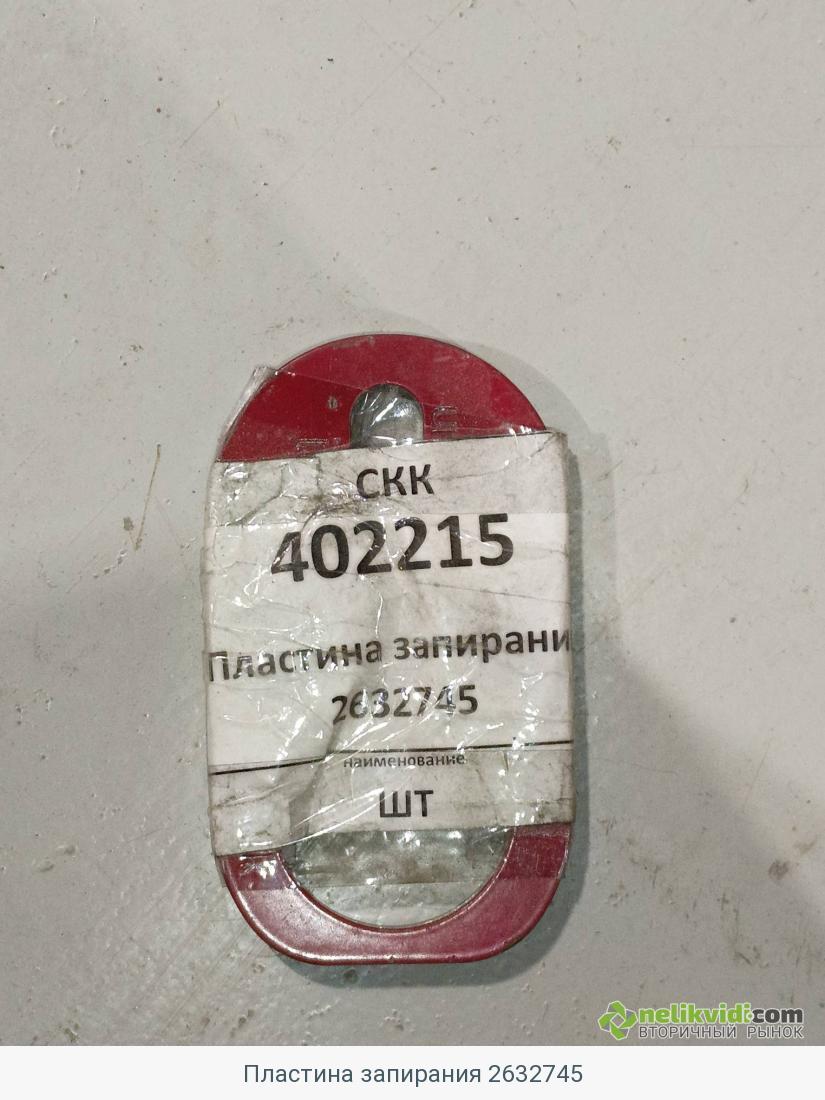 СКК
402215
Пластина запирани
2632745
наименование
ШТ
nelikvidi.com
ВТОРИЧНЫЙ РЫНОК
Пластина запирания 2632745